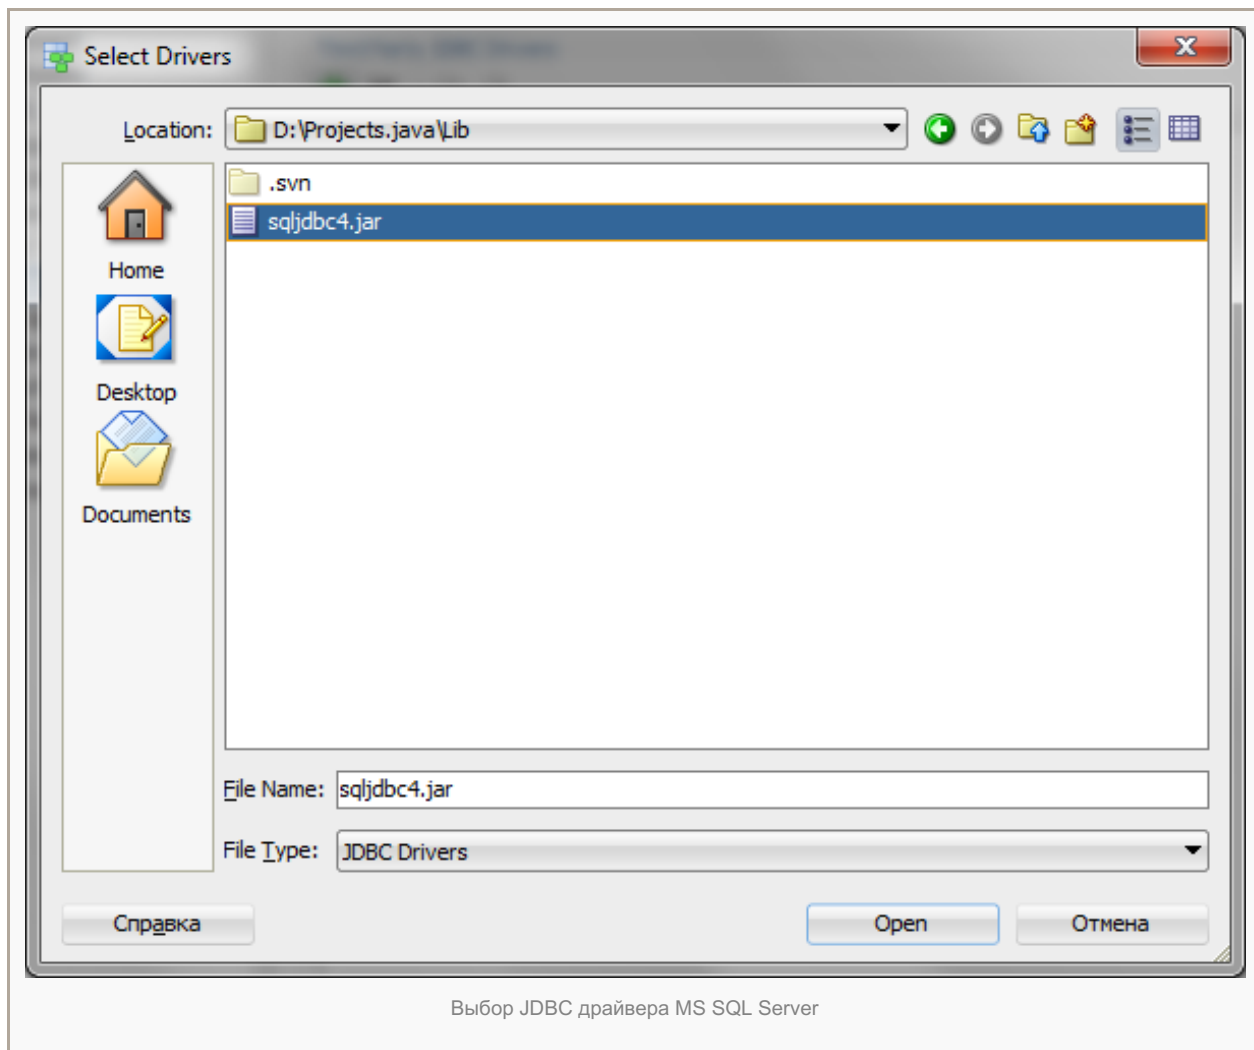 Select Drivers
Location: D:\Projects.java\Lib
.svn
sqljdbc4.jar
Home
Desktop
Documents
File Name: sqljdbc4.jar
File Type: JDBC Drivers
Справка Open Отмена
Выбор JDBC драйвера MS SQL Server